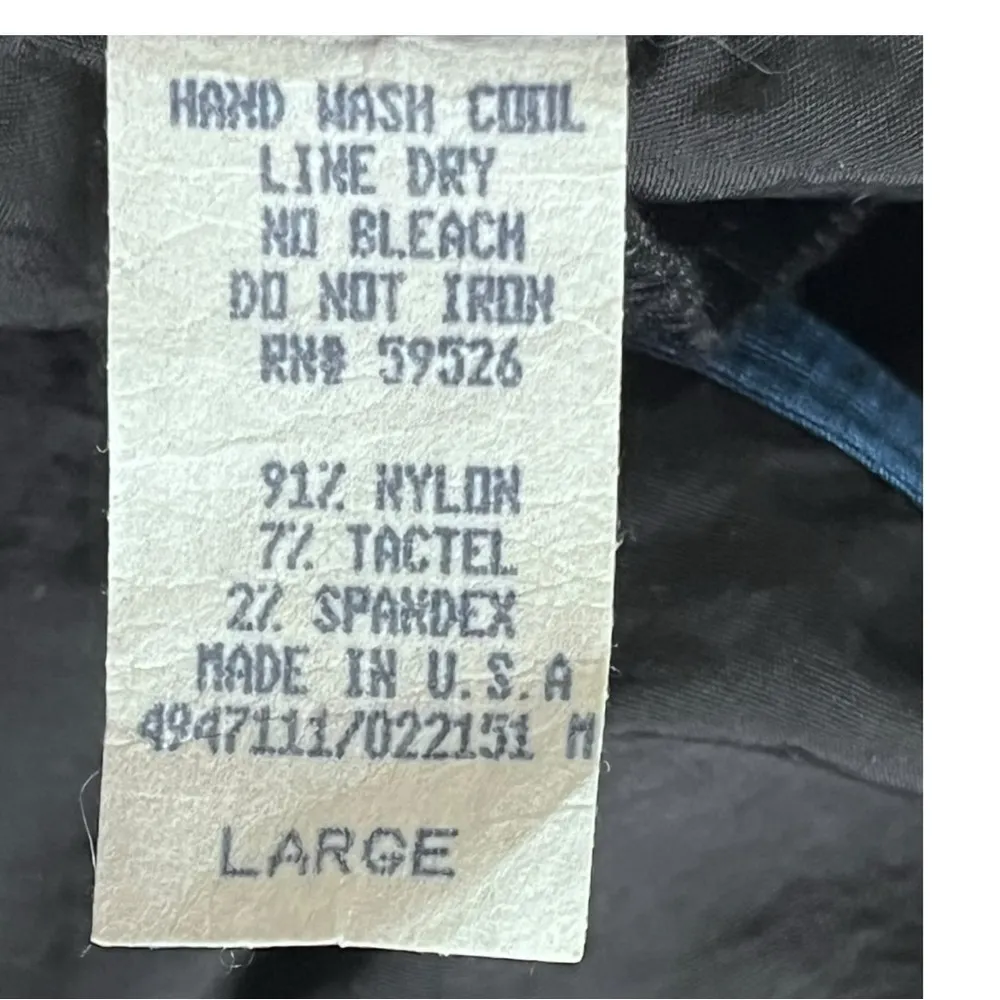 HAND WASH COOL
LINE DRY
NO BLEACH
DO NOT IRON
RN# 59526
91% NYLON
7% TACTEL
2% SPANDEX
MADE IN U.S.A
4947111/022151 M
LARGE